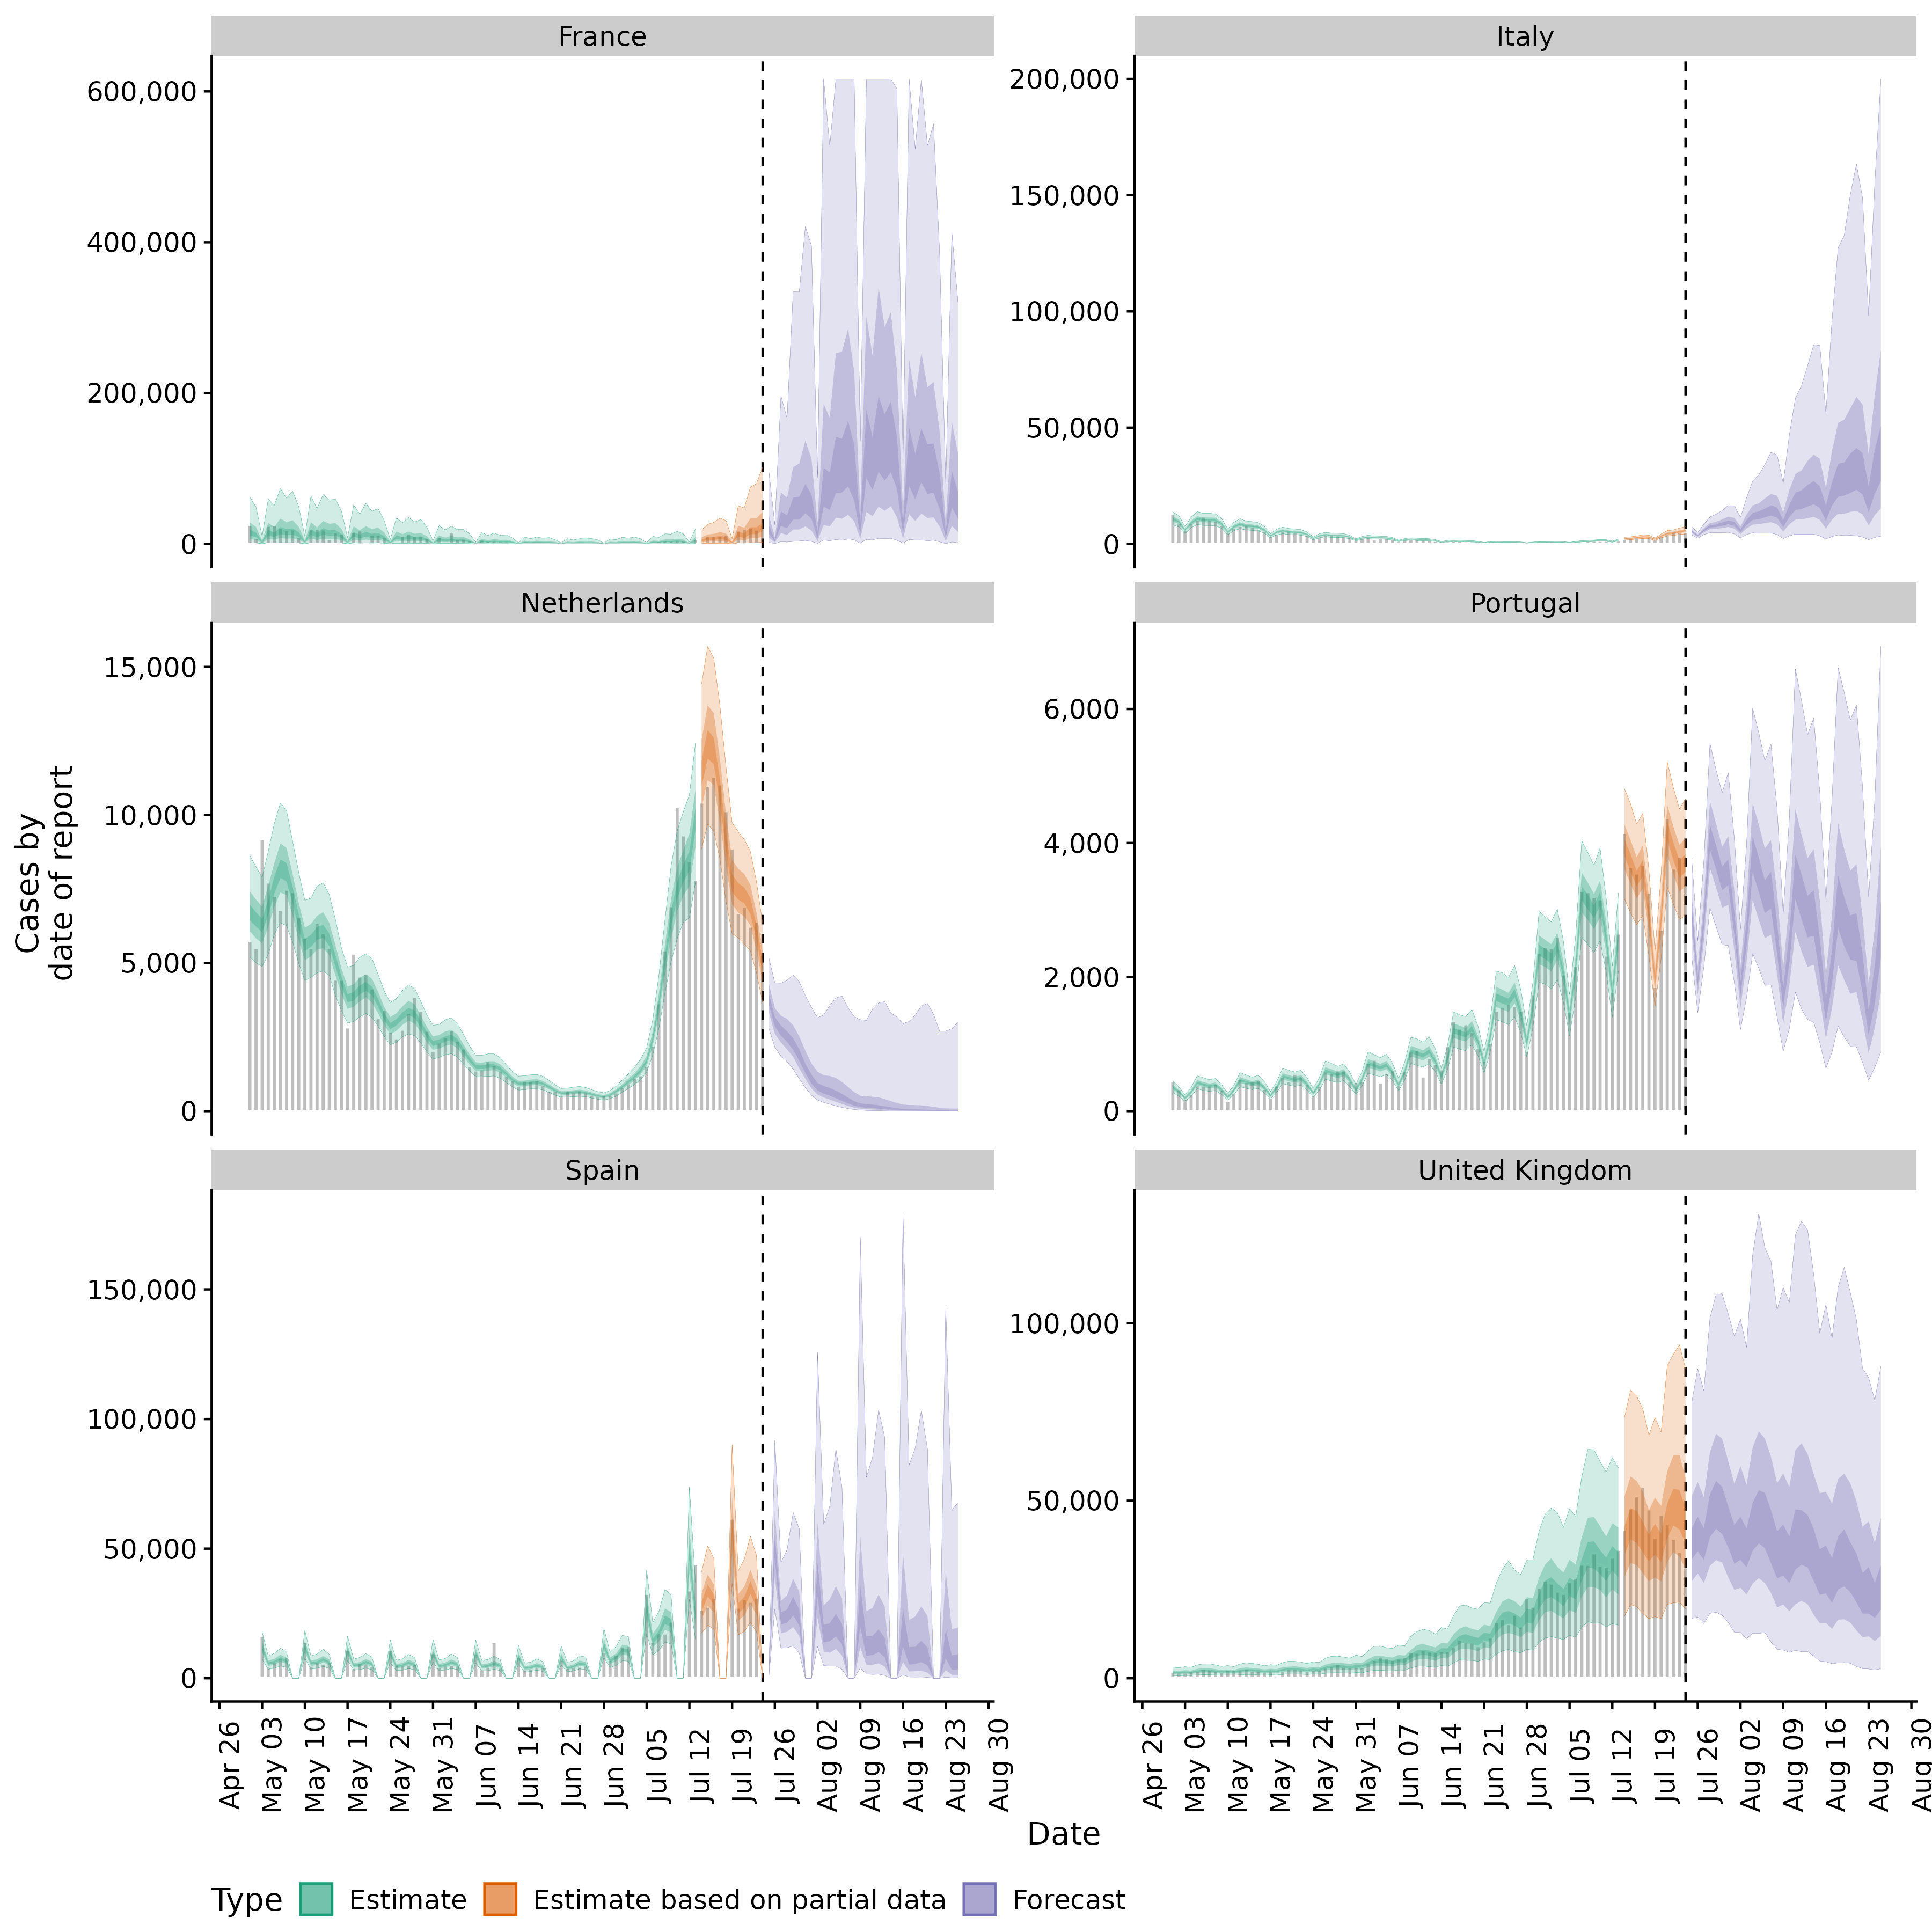 France
Italy
600,000
400,000
200,000
0
200,000
150,000
100,000
50,000
0
Netherlands
Portugal
15,000
10,000
5,000
0
6,000
4,000
2,000
0
Spain
United Kingdom
150,000
100,000
50,000
0
100,000
50,000
0
Cases by
date of report
Apr 26
May 03
May 10
May 17
May 24
May 31
Jun 07
Jun 14
Jun 21
Jun 28
Jul 05
Jul 12
Jul 19
Jul 26
Aug 02
Aug 09
Aug 16
Aug 23
Aug 30
Apr 26
May 03
May 10
May 17
May 24
May 31
Jun 07
Jun 14
Jun 21
Jun 28
Jul 05
Jul 12
Jul 19
Jul 26
Aug 02
Aug 09
Aug 16
Aug 23
Aug 30
Date
Type Estimate Estimate based on partial data Forecast